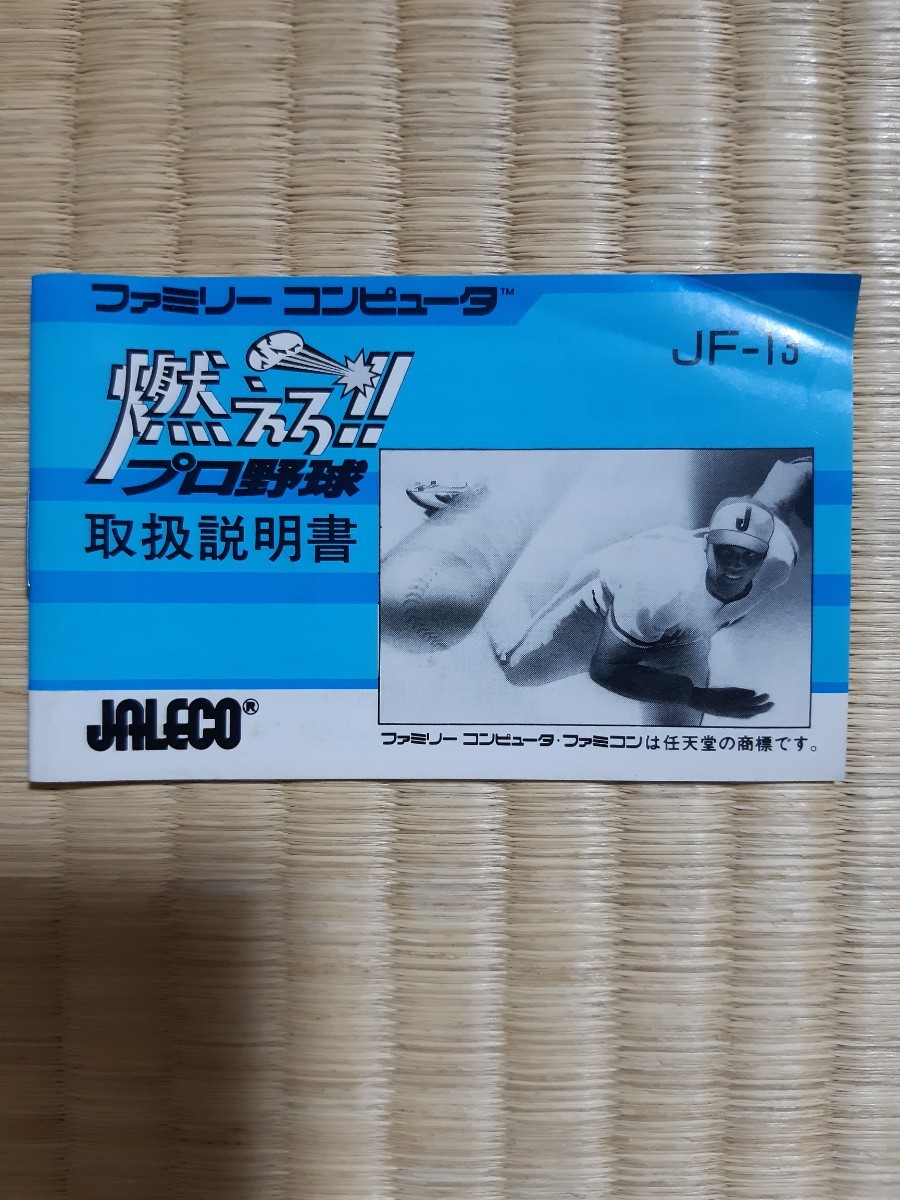 ファミリー コンピュータ™
JF-13
燃えろ!!
プロ野球
取扱説明書
J
JALECO®
ファミリー コンピュータ・ファミコンは任天堂の商標です。